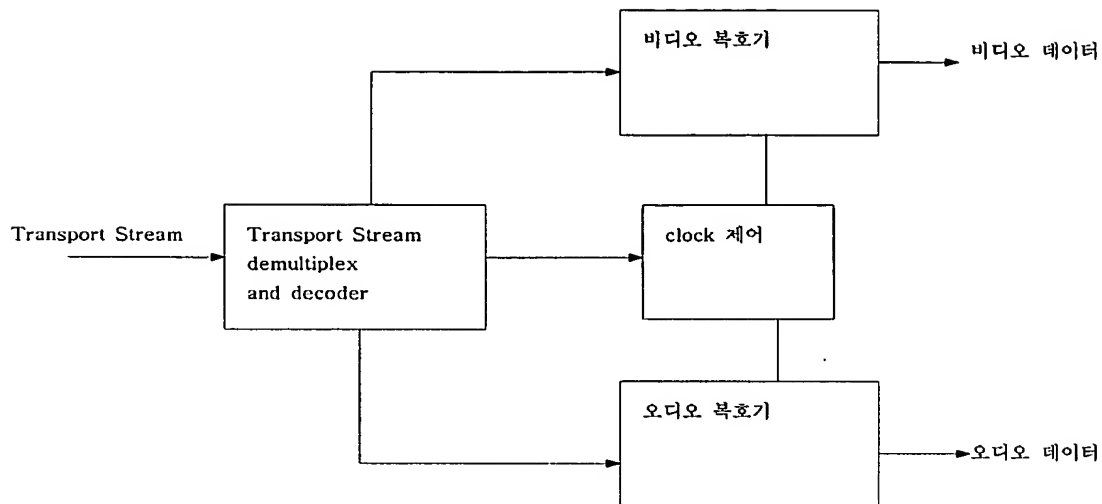 비디오 복호기
비디오 데이터
Transport Stream
Transport Stream
demultiplex
and decoder
clock 제어
오디오 복호기
오디오 데이터